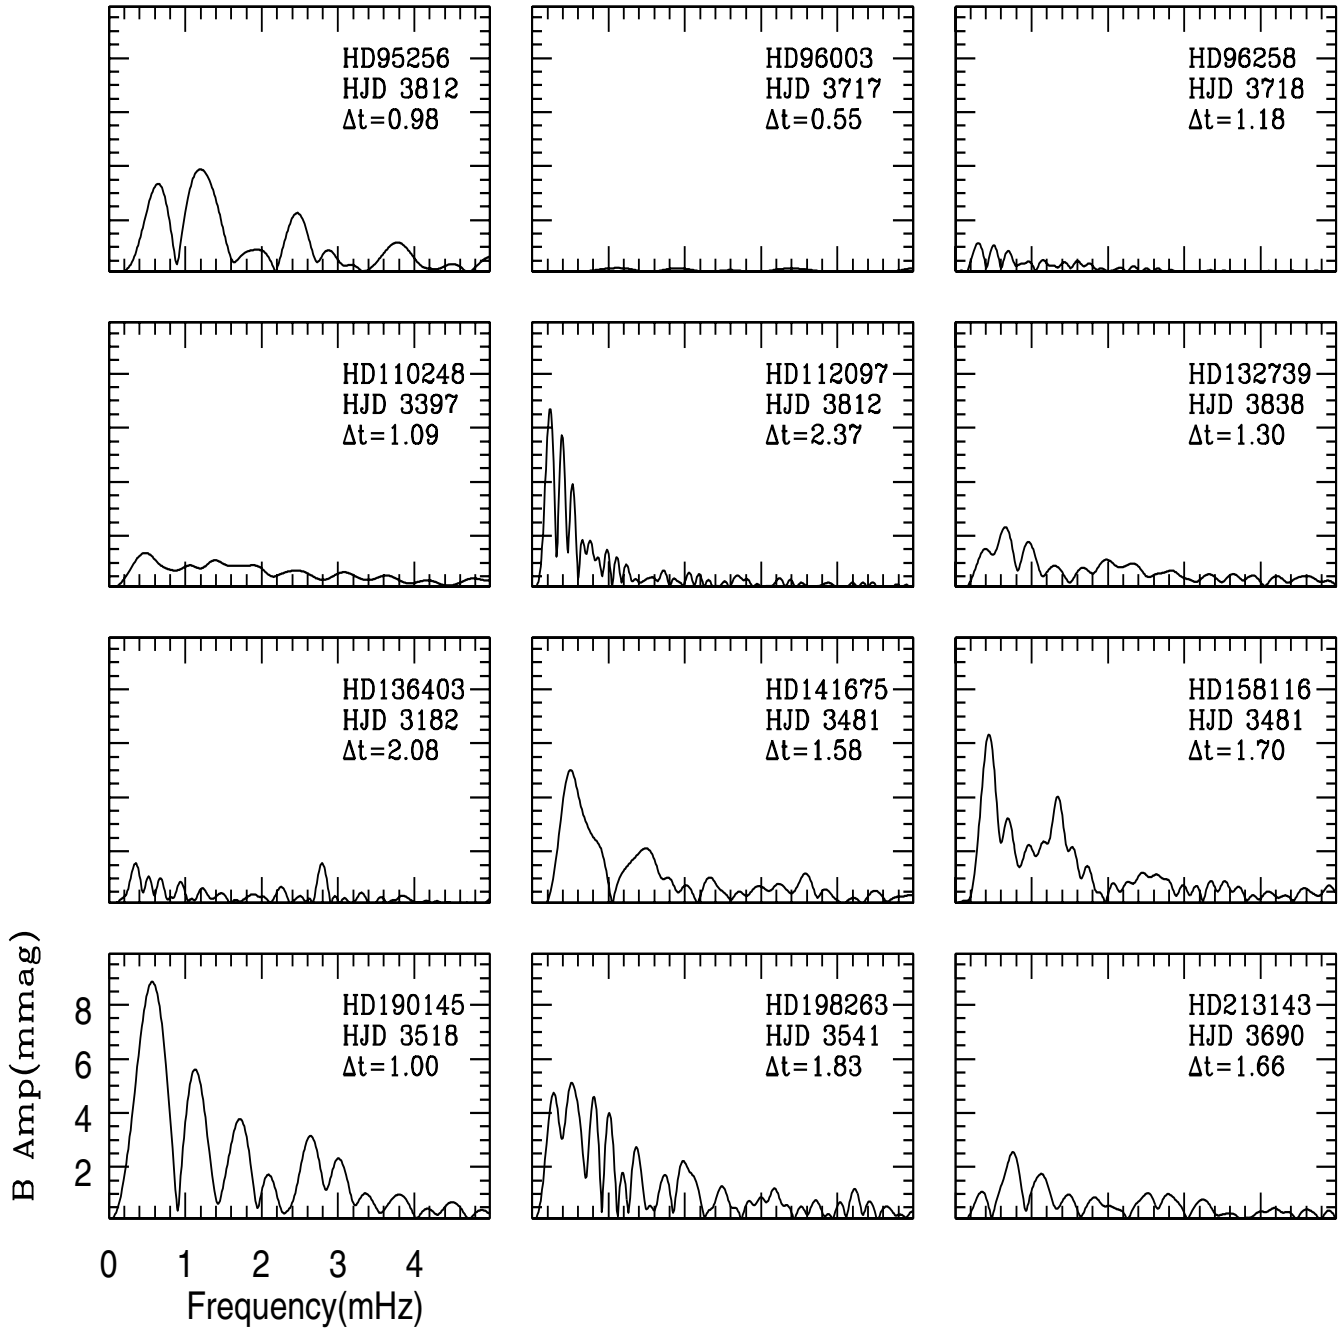 HD95256
HJD 3812
Δt=0.98
HD96003
HJD 3717
Δt=0.55
HD96258
HJD 3718
Δt=1.18
HD110248
HJD 3397
Δt=1.09
HD112097
HJD 3812
Δt=2.37
HD132739
HJD 3838
Δt=1.30
HD136403
HJD 3182
Δt=2.08
HD141675
HJD 3481
Δt=1.58
HD158116
HJD 3481
Δt=1.70
HD190145
HJD 3518
Δt=1.00
HD198263
HJD 3541
Δt=1.83
HD213143
HJD 3690
Δt=1.66
8
6
4
2
B Amp(mmag)
0 1 2 3 4
Frequency(mHz)